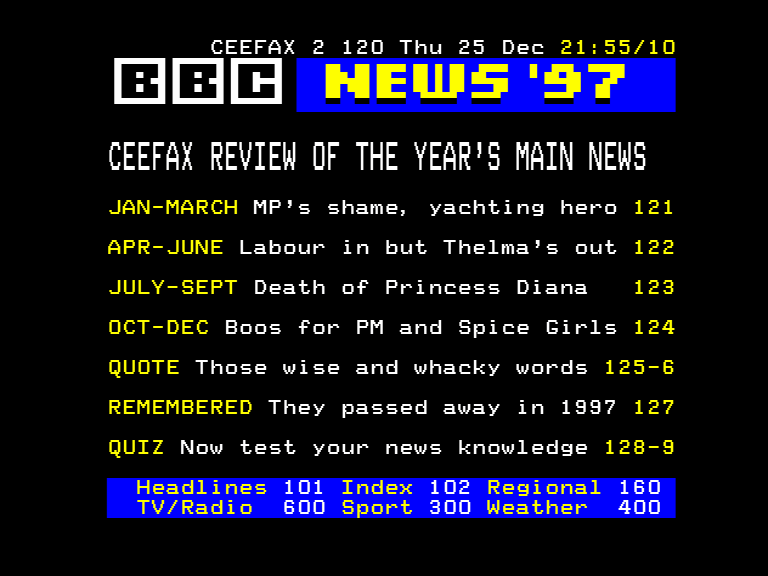 CEEFAX 2 120 Thu 25 Dec 21:55/10
BBC NEWS '97
CEEFAX REVIEW OF THE YEAR'S MAIN NEWS
JAN-MARCH MP's shame, yachting hero 121
APR-JUNE Labour in but Thelma's out 122
JULY-SEPT Death of Princess Diana 123
OCT-DEC Boos for PM and Spice Girls 124
QUOTE Those wise and whacky words 125-6
REMEMBERED They passed away in 1997 127
QUIZ Now test your news knowledge 128-9
Headlines 101 Index 102 Regional 160
TV/Radio 600 Sport 300 Weather 400